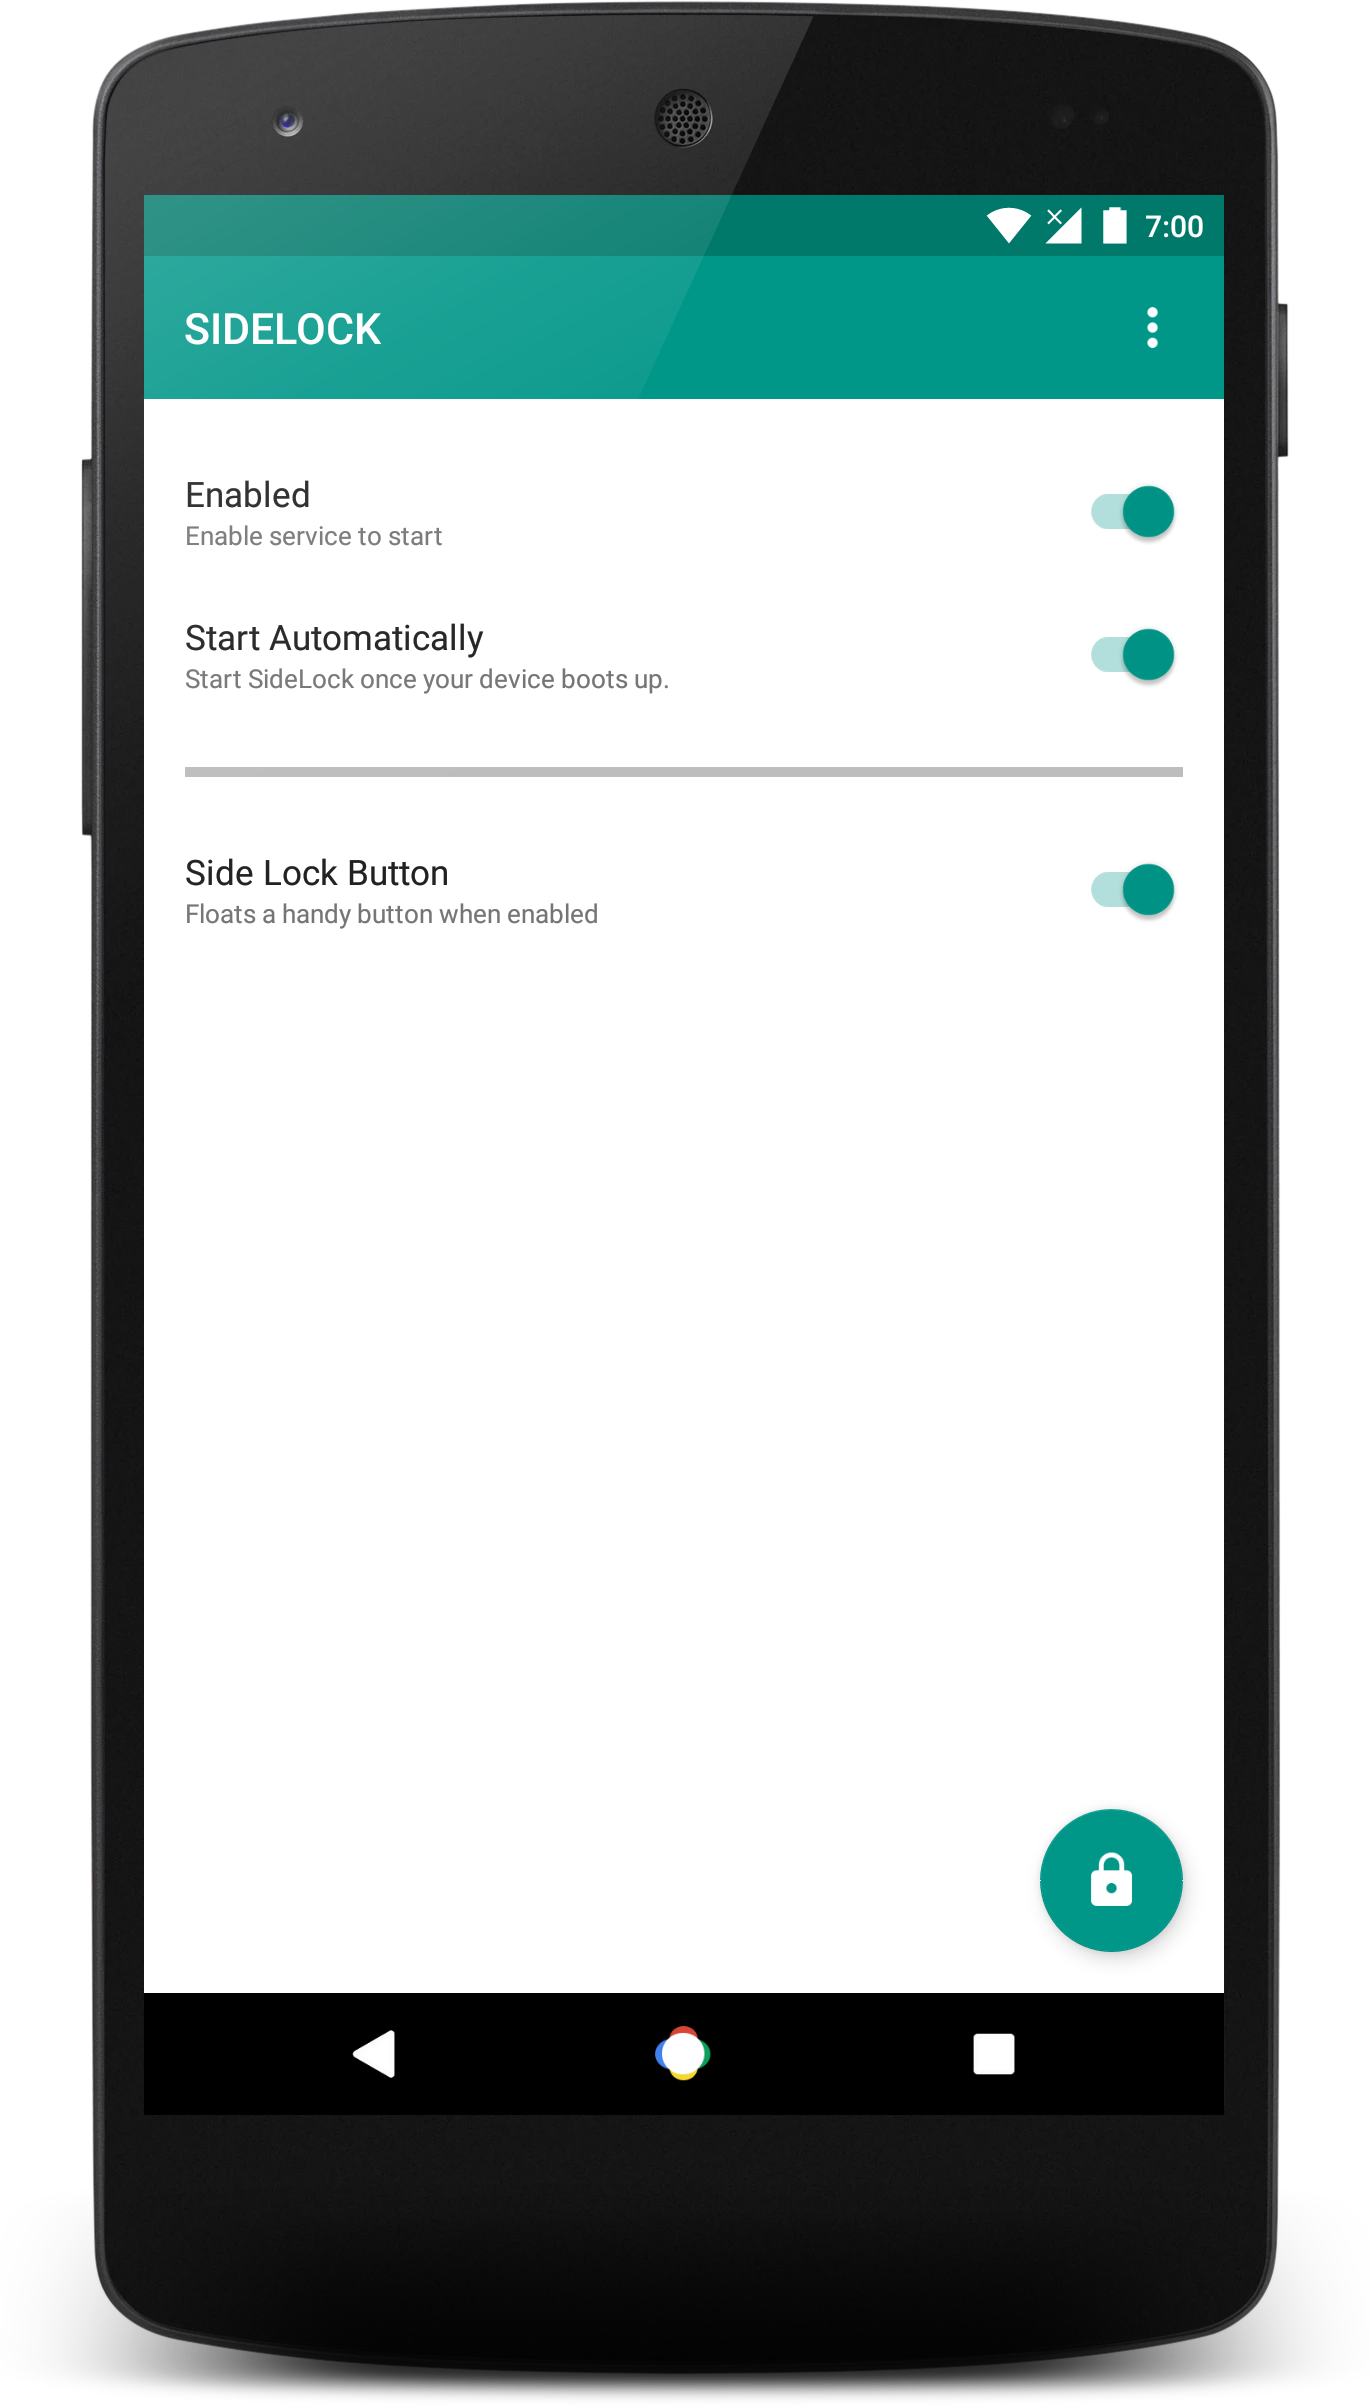 7:00
SIDELOCK
Enabled
Enable service to start
Start Automatically
Start SideLock once your device boots up.
Side Lock Button
Floats a handy button when enabled